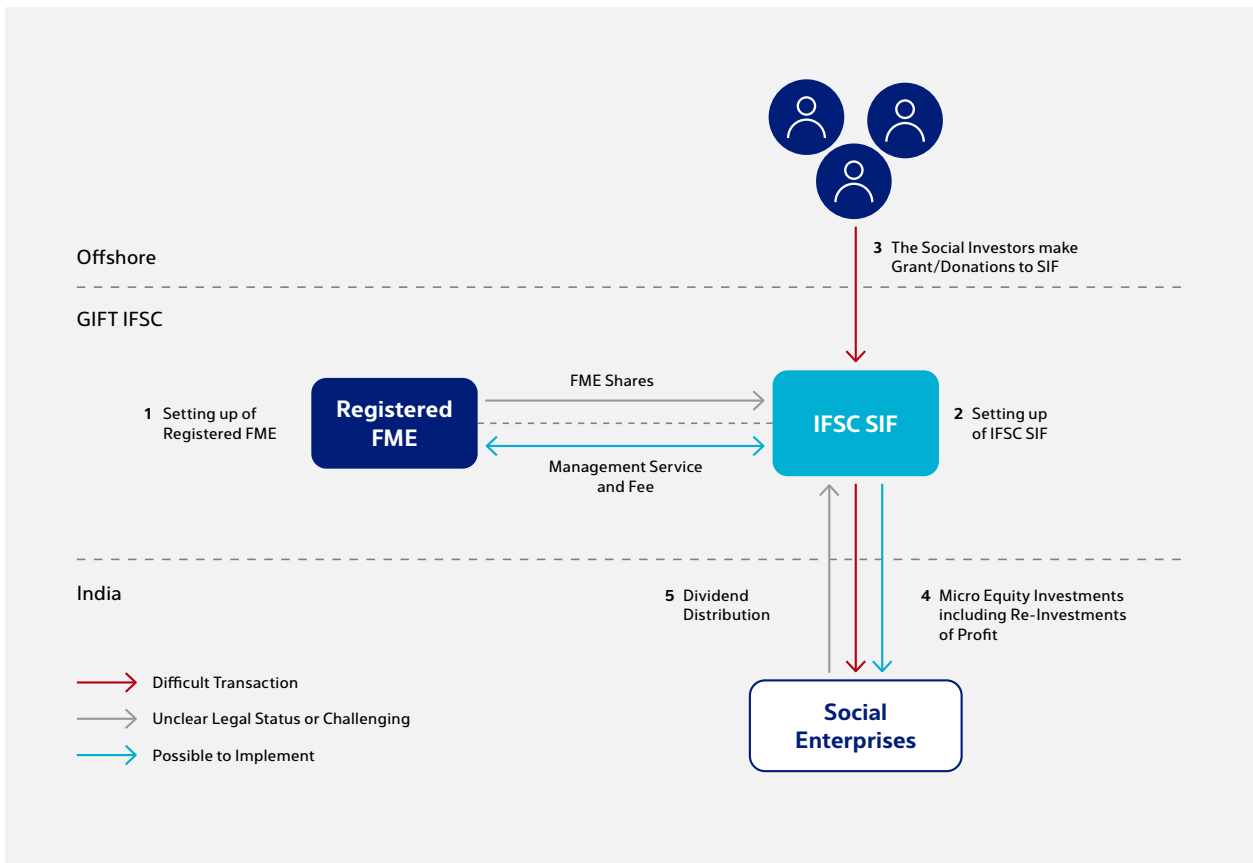 Offshore
3 The Social Investors make
Grant/Donations to SIF
GIFT IFSC
1 Setting up of
Registered FME
Registered
FME
FME Shares
Management Service
and Fee
IFSC SIF
2 Setting up
of IFSC SIF
India
5 Dividend
Distribution
4 Micro Equity Investments
including Re-Investments
of Profit
Difficult Transaction
Unclear Legal Status or Challenging
Possible to Implement
Social
Enterprises